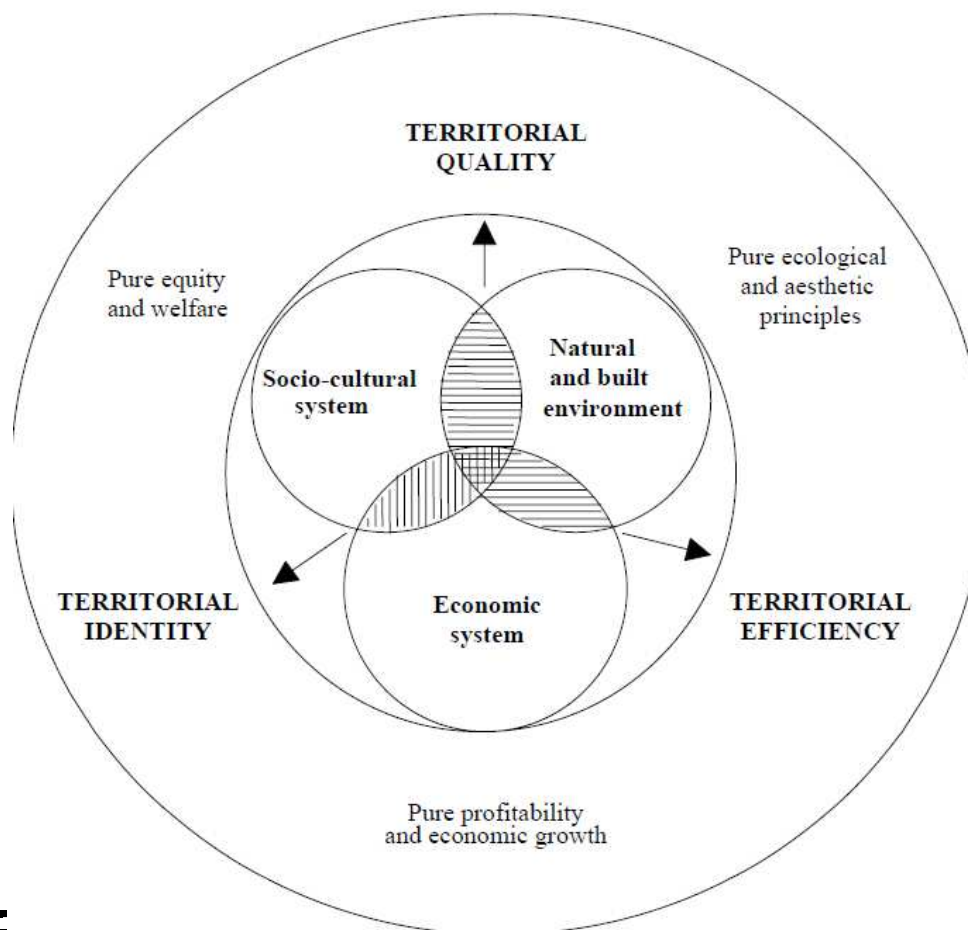 TERRITORIAL
QUALITY
Pure equity
and welfare
Pure ecological
and aesthetic
principles
Socio-cultural
system
Natural
and built
environment
TERRITORIAL
IDENTITY
Economic
system
TERRITORIAL
EFFICIENCY
Pure profitability
and economic growth